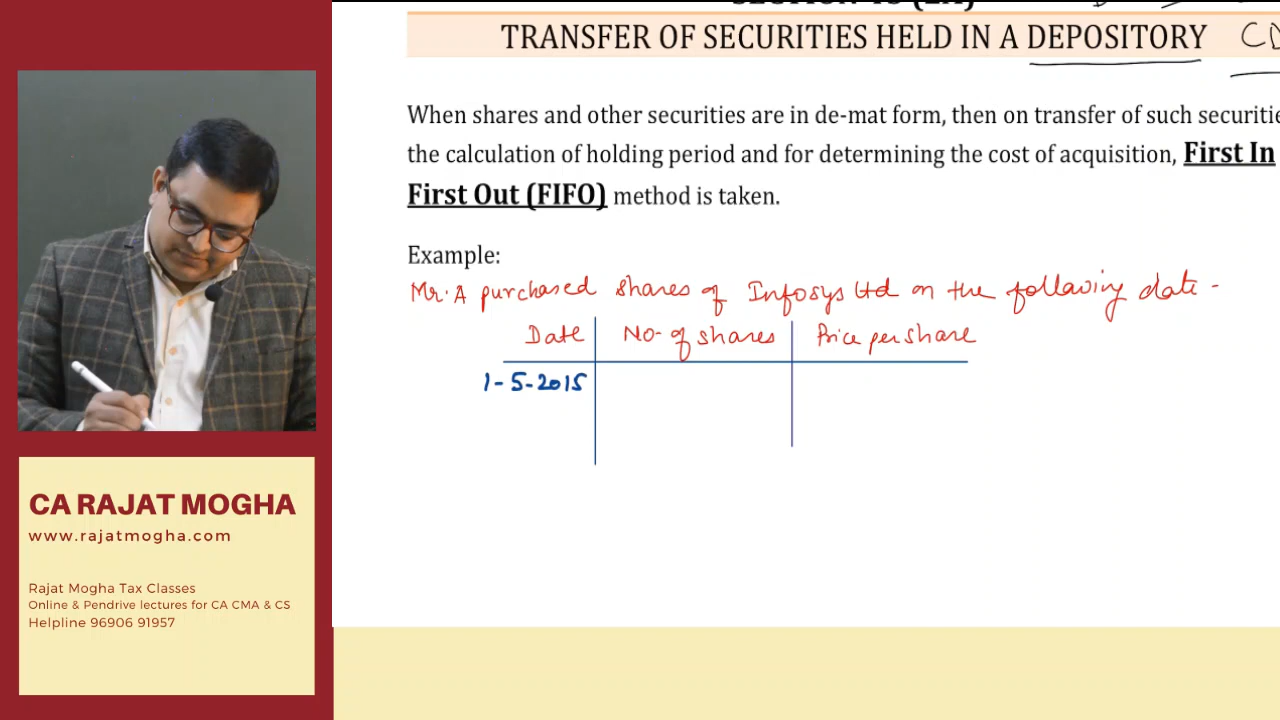 TRANSFER OF SECURITIES HELD IN A DEPOSITORY
When shares and other securities are in de-mat form, then on transfer of such
the calculation of holding period and for determining the cost of acquisition, First In
First Out (FIFO) method is taken.
Example:
Mr. A purchased shares of Infosys Ltd on the following date -
Date No. of shares Price per share
1-5-2015
CA RAJAT MOGHA
www.rajatmogha.com
Rajat Mogha Tax Classes
Online & Pendrive lectures for CA CMA & CS
Helpline 96906 91957